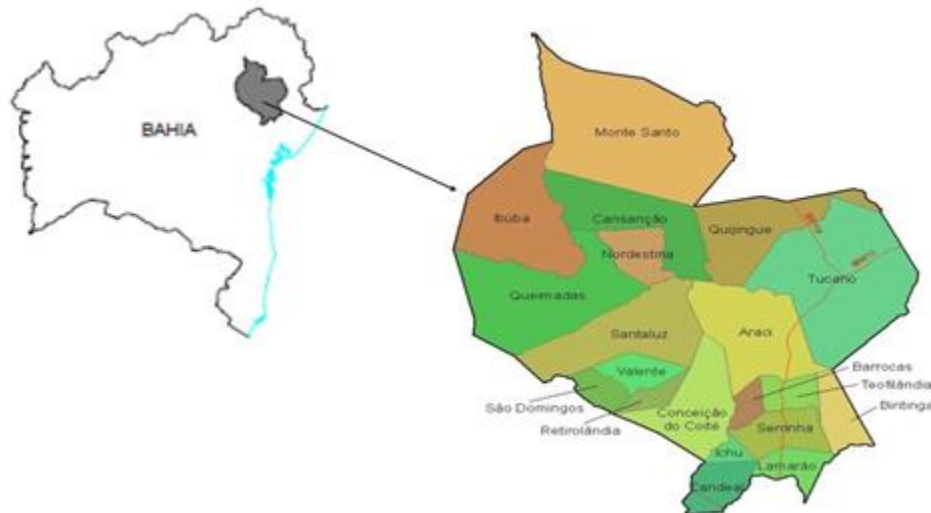 BAHIA
Monte Santo
Itiúba
Cansanção
Quijingue
Nordestina
Tucano
Queimadas
Santaluz
Araci
Valente
Barrocas
Teofilândia
São Domingos
Biritinga
Retirolândia
Conceição
do Coité
Serrinha
Ichu
Lamarão
Candeal